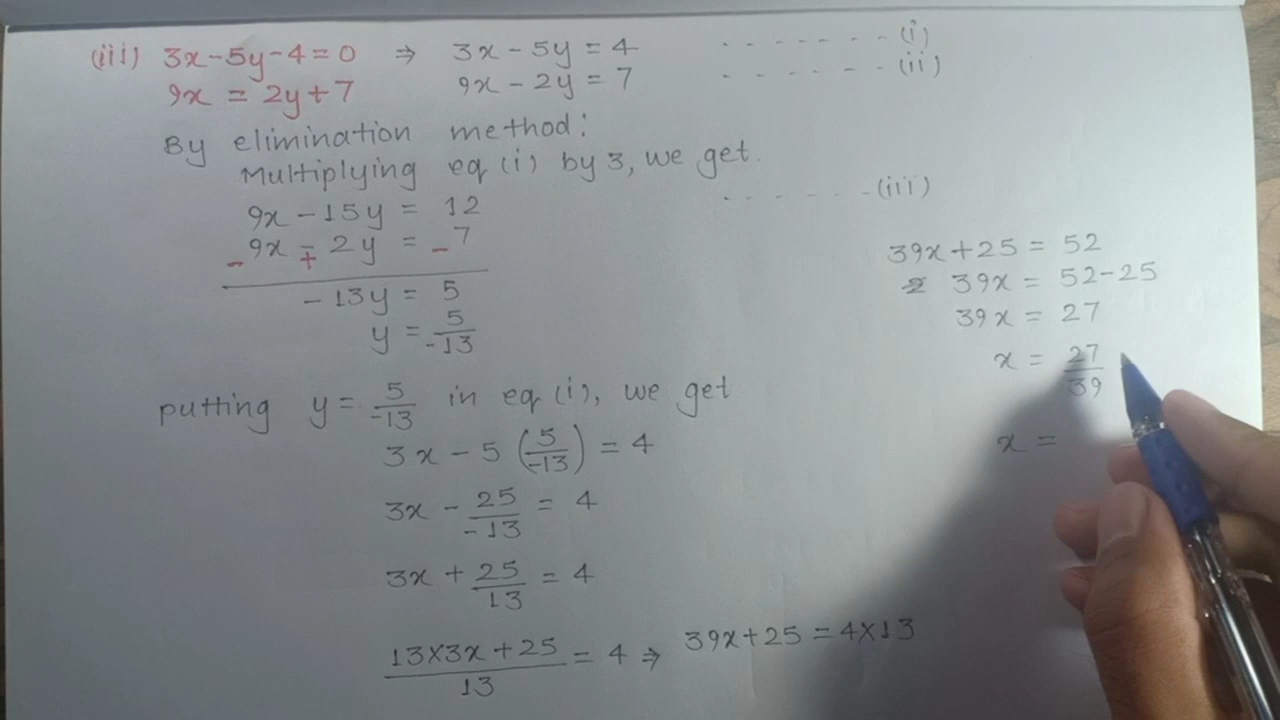 (iii) 3x-5y-4=0 ⇒ 3x-5y=4 ........(i)
9x = 2y+7 9x-2y=7 ........(ii)
By elimination method:
Multiplying eq (i) by 3, we get.
9x-15y = 12 ........(iii)
9x - 2y = 7
- + -
-13y = 5
y = 5/-13
putting y = 5/-13 in eq (i), we get
3x - 5 (5/-13) = 4
3x - 25/-13 = 4
3x + 25/13 = 4
13×3x+25/13 = 4 ⇒ 39x+25 = 4×13
39x+25 = 52
39x = 52-25
39x = 27
x = 27/39
x =